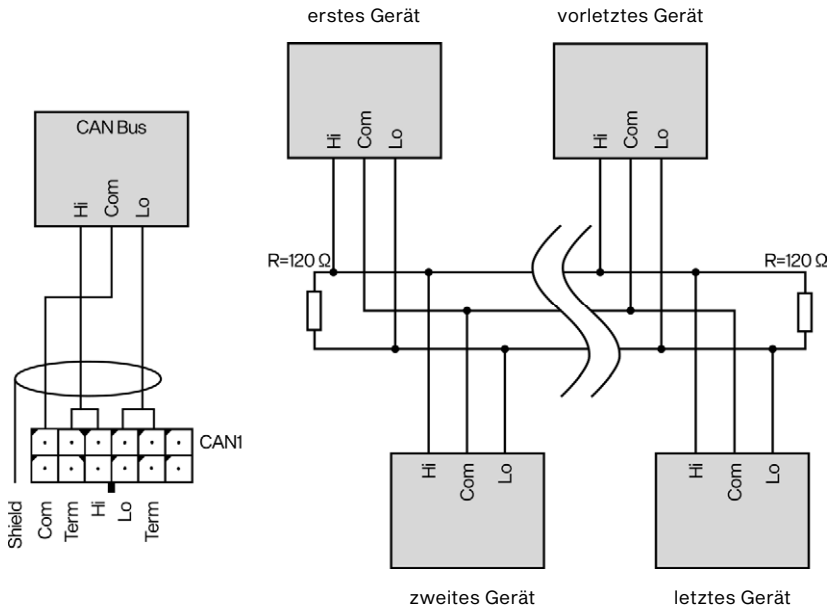 erstes Gerät
vorletztes Gerät
Hi
Com
Lo
Hi
Com
Lo
CAN Bus
Hi
Com
Lo
R=120 Ω
R=120 Ω
CAN1
Shield
Com
Term
Hi
Lo
Term
Hi
Com
Lo
Hi
Com
Lo
zweites Gerät
letztes Gerät